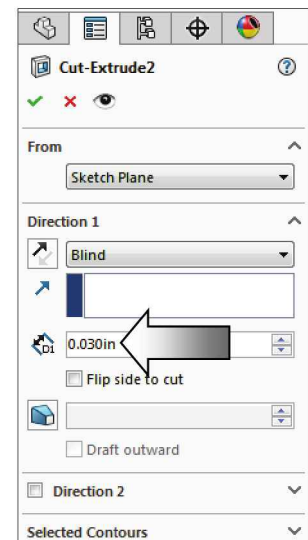 Cut-Extrude2
From
Sketch Plane
Direction 1
Blind
D1 0.030in
Flip side to cut
Draft outward
Direction 2
Selected Contours